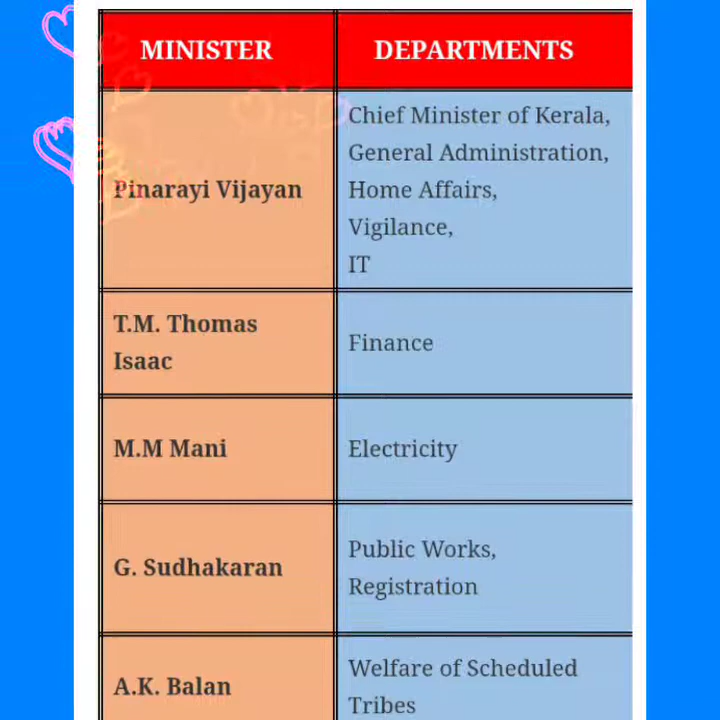 MINISTER DEPARTMENTS
Pinarayi Vijayan
Chief Minister of Kerala,
General Administration,
Home Affairs,
Vigilance,
IT
T.M. Thomas
Isaac
Finance
M.M Mani
Electricity
G. Sudhakaran
Public Works,
Registration
A.K. Balan
Welfare of Scheduled
Tribes